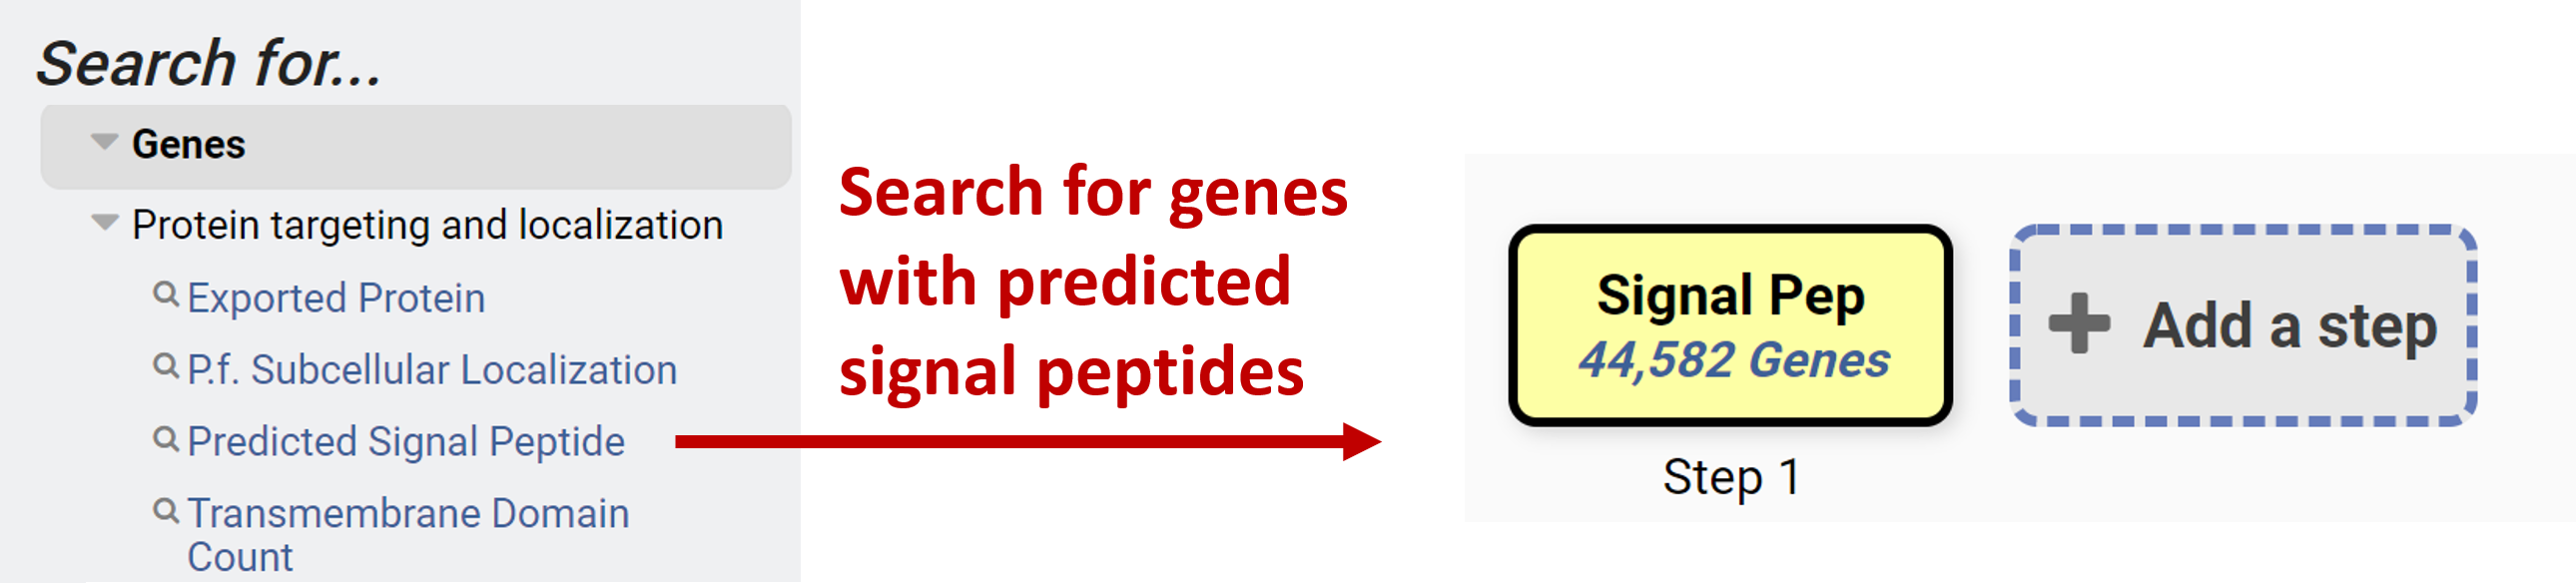 Search for...
Genes
Protein targeting and localization
Exported Protein
P.f. Subcellular Localization
Predicted Signal Peptide
Transmembrane Domain
Count
Search for genes
with predicted
signal peptides
Signal Pep
44,582 Genes
Step 1
Add a step